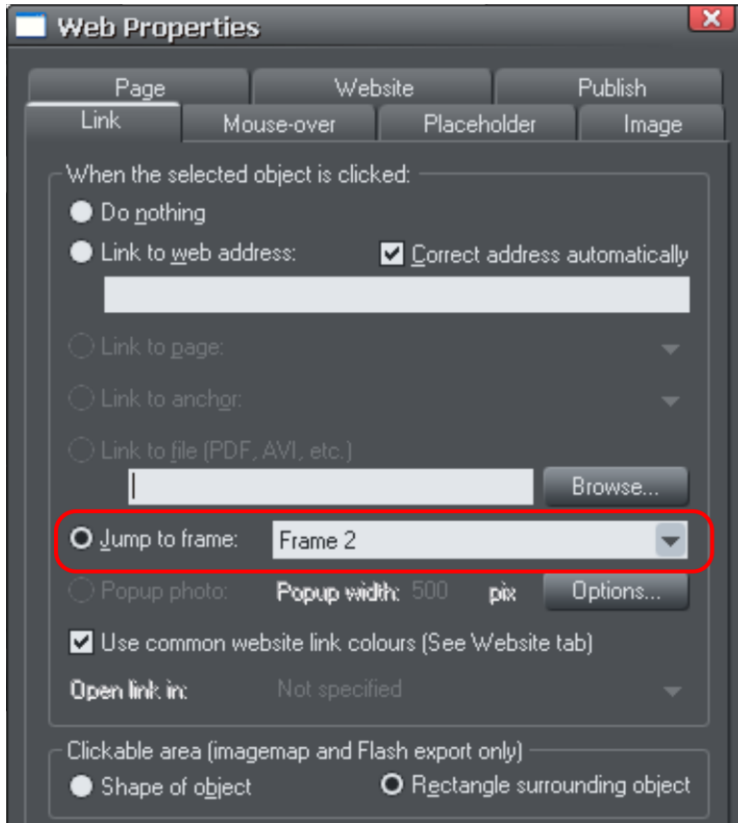 Web Properties
Page Website Publish
Link Mouse-over Placeholder Image
When the selected object is clicked:
Do nothing
Link to web address: Correct address automatically
Link to page:
Link to anchor:
Link to file (PDF, AVI, etc.)
Browse...
Jump to frame: Frame 2
Popup photo: Popup width: 500 pix Options...
Use common website link colours (See Website tab)
Open link in: Not specified
Clickable area (imagemap and Flash export only)
Shape of object Rectangle surrounding object